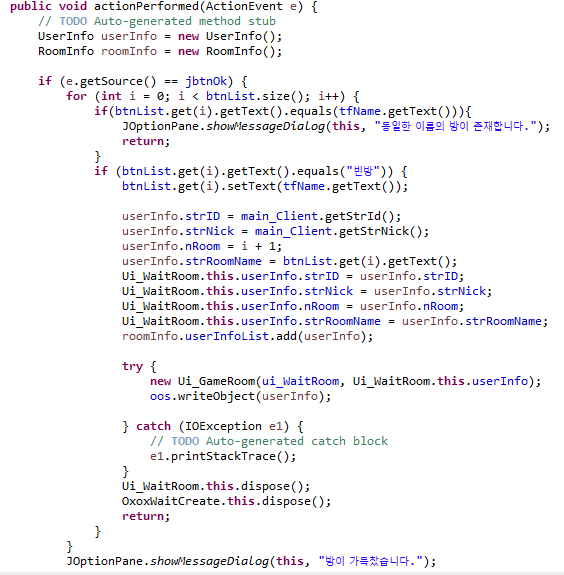 public void actionPerformed(ActionEvent e) {
// TODO Auto-generated method stub
UserInfo userInfo = new UserInfo();
RoomInfo roomInfo = new RoomInfo();
if (e.getSource() == jbtnOk) {
for (int i = 0; i < btnList.size(); i++) {
if(btnList.get(i).getText().equals(tfName.getText())){
JOptionPane.showMessageDialog(this, "동일한 이름의 방이 존재합니다.");
return;
}
if (btnList.get(i).getText().equals("빈방")) {
btnList.get(i).setText(tfName.getText());
userInfo.strID = main_Client.getStrId();
userInfo.strNick = main_Client.getStrNick();
userInfo.nRoom = i + 1;
userInfo.strRoomName = btnList.get(i).getText();
Ui_WaitRoom.this.userInfo.strID = userInfo.strID;
Ui_WaitRoom.this.userInfo.strNick = userInfo.strNick;
Ui_WaitRoom.this.userInfo.nRoom = userInfo.nRoom;
Ui_WaitRoom.this.userInfo.strRoomName = userInfo.strRoomName;
roomInfo.userInfoList.add(userInfo);
try {
new Ui_GameRoom(ui_WaitRoom, Ui_WaitRoom.this.userInfo);
oos.writeObject(userInfo);
} catch (IOException e1) {
// TODO Auto-generated catch block
e1.printStackTrace();
}
Ui_WaitRoom.this.dispose();
OxoxWaitCreate.this.dispose();
return;
}
}
JOptionPane.showMessageDialog(this, "방이 가득찼습니다.");